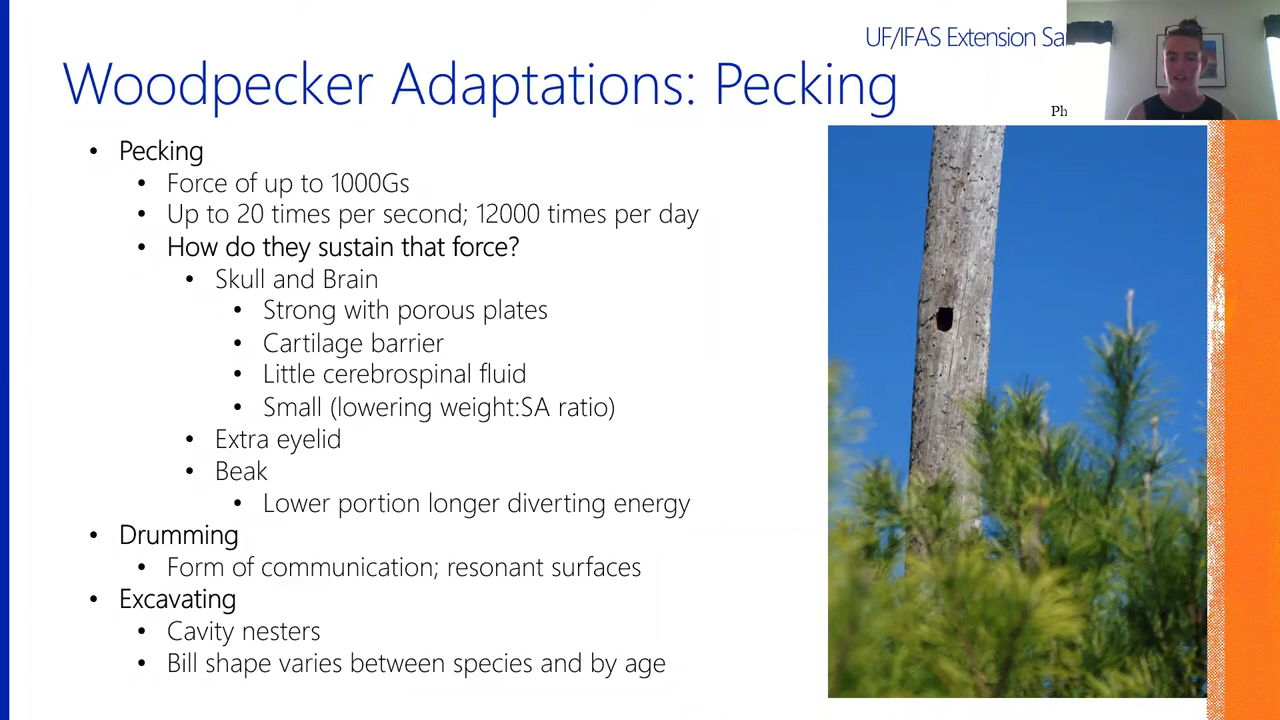 UF/IFAS Extension
Woodpecker Adaptations: Pecking
• Pecking
• Force of up to 1000Gs
• Up to 20 times per second; 12000 times per day
• How do they sustain that force?
• Skull and Brain
• Strong with porous plates
• Cartilage barrier
• Little cerebrospinal fluid
• Small (lowering weight:SA ratio)
• Extra eyelid
• Beak
• Lower portion longer diverting energy
• Drumming
• Form of communication; resonant surfaces
• Excavating
• Cavity nesters
• Bill shape varies between species and by age